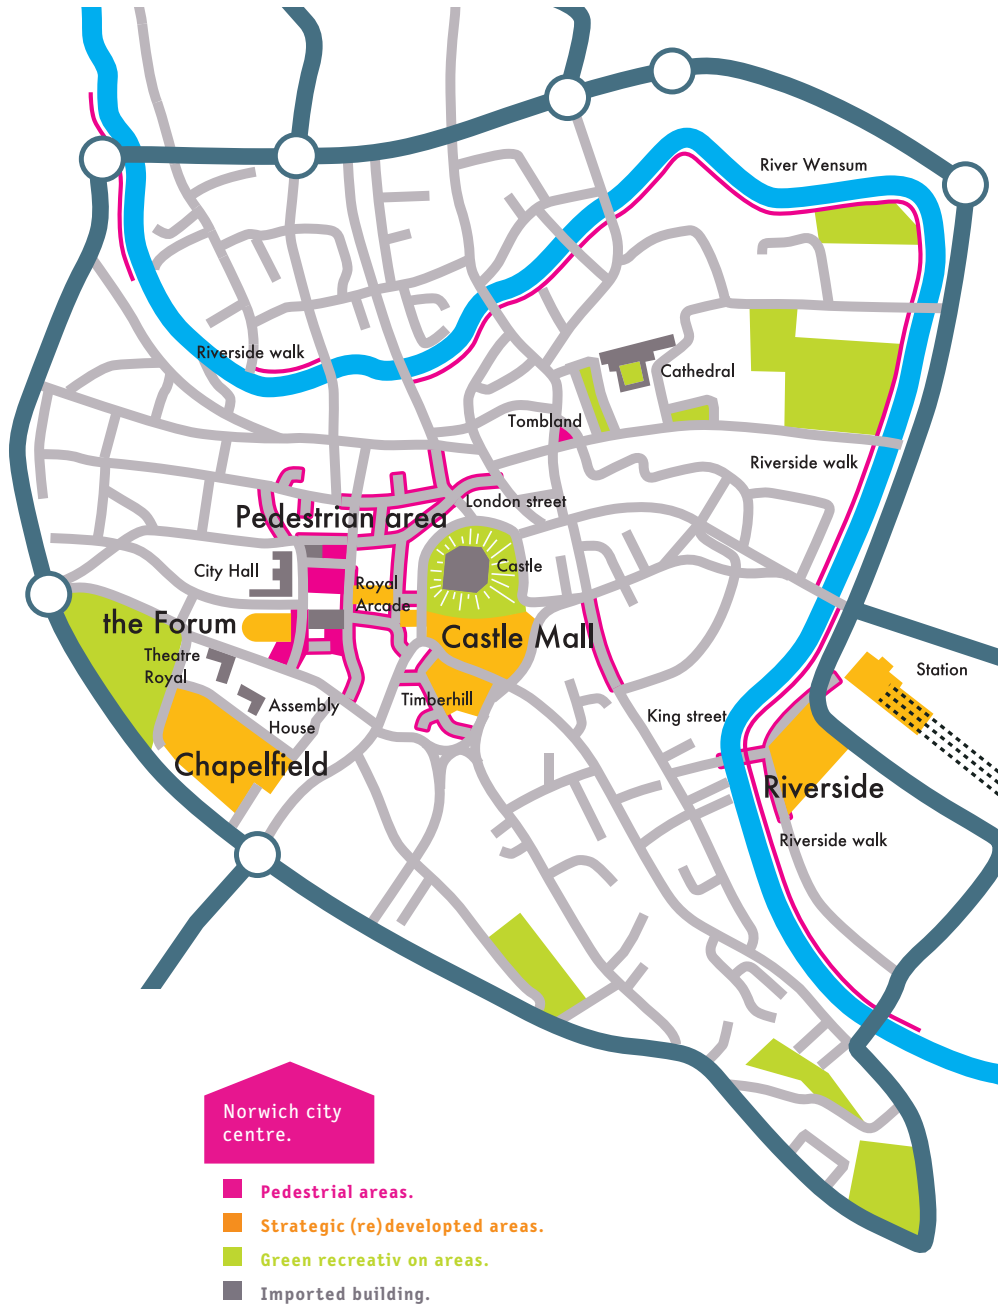 River Wensum
Riverside walk
Cathedral
Tombland
Riverside walk
London street
Pedestrian area
City Hall
Castle
Royal
Arcade
the Forum
Castle Mall
Theatre
Royal
Station
Timberhill
Assembly
House
King street
Chapelfield
Riverside
Riverside walk
Norwich city
centre.
Pedestrial areas.
Strategic (re)developted areas.
Green recreativ on areas.
Imported building.